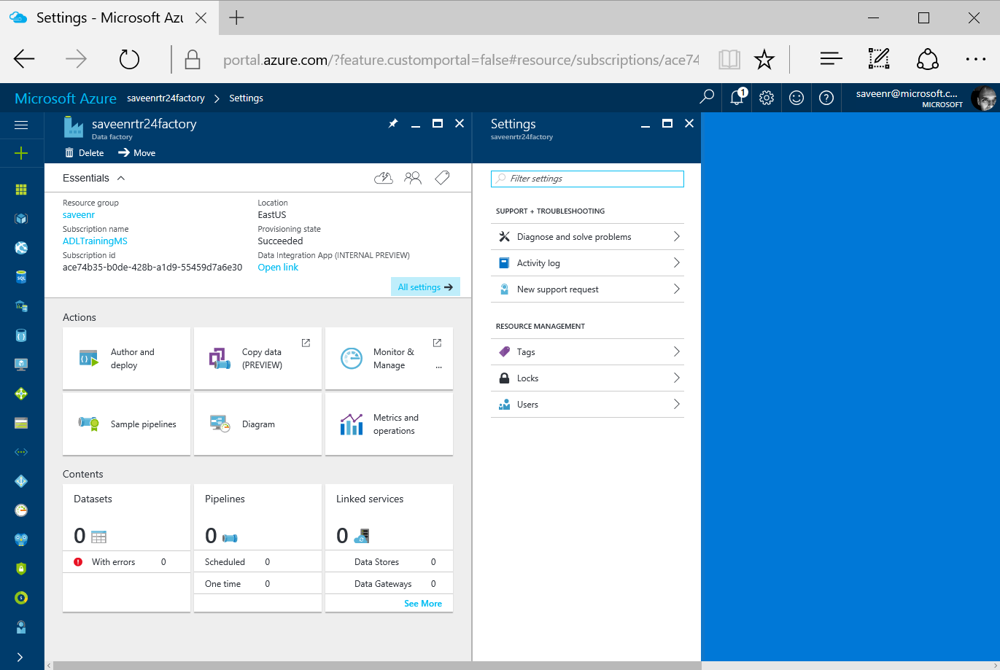 Settings - Microsoft Azu
portal.azure.com/?feature.customportal=false#resource/subscriptions/ace74
Microsoft Azure saveenrtr24factory > Settings
1
saveenr@microsoft.c...
MICROSOFT
saveenrtr24factory
Data factory
Delete Move
Essentials
Resource group
saveenr
Subscription name
ADLTrainingMS
Subscription id
ace74b35-b0de-428b-a1d9-55459d7a6e30
Location
EastUS
Provisioning state
Succeeded
Data Integration App (INTERNAL PREVIEW)
Open link
All settings →
Actions
Author and
deploy
Copy data
(PREVIEW)
Monitor &
Manage
...
Sample pipelines
Diagram
Metrics and
operations
Contents
Datasets
0
With errors 0
Pipelines
0
Scheduled 0
One time 0
Linked services
0
Data Stores 0
Data Gateways 0
See More
Settings
saveenrtr24factory
Filter settings
SUPPORT + TROUBLESHOOTING
Diagnose and solve problems
Activity log
New support request
RESOURCE MANAGEMENT
Tags
Locks
Users